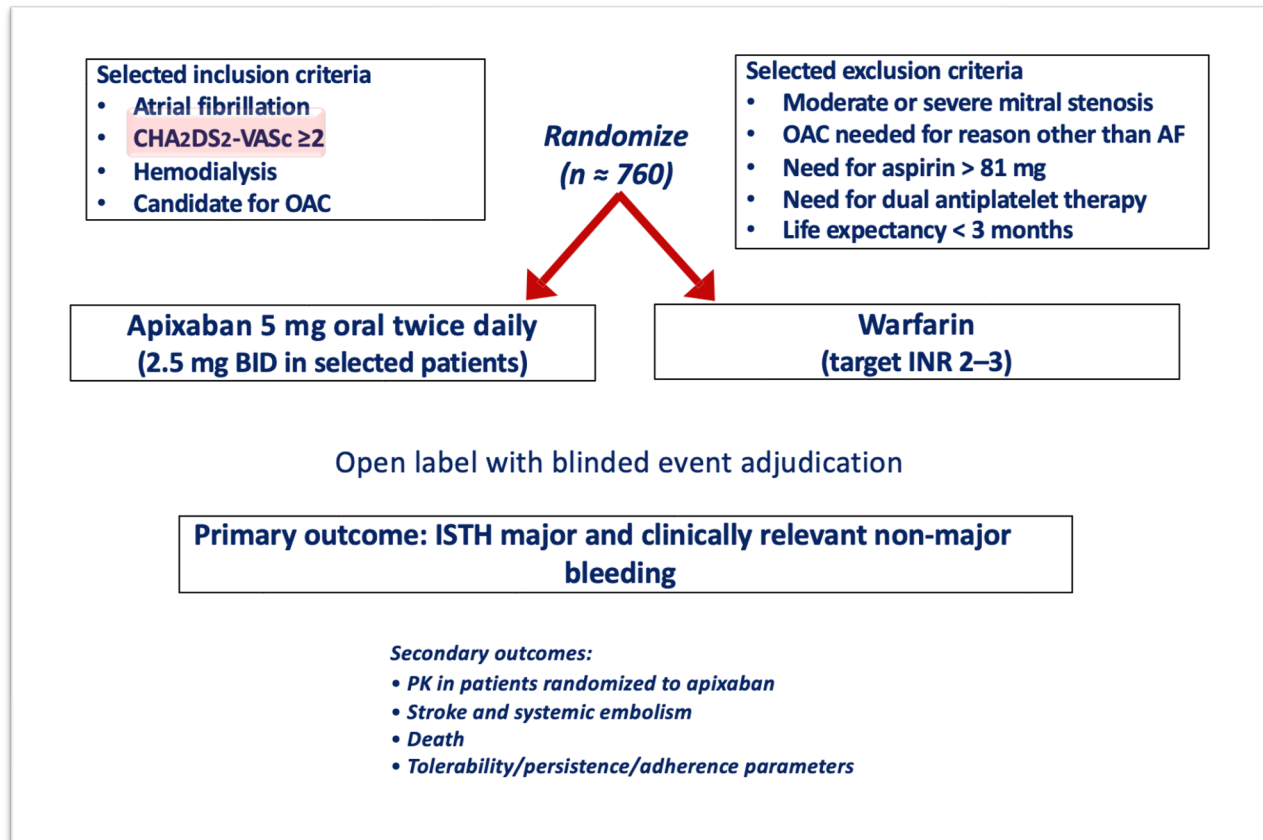 Selected inclusion criteria
• Atrial fibrillation
• CHA2DS2-VASc ≥2
• Hemodialysis
• Candidate for OAC
Randomize
(n ≈ 760)
Selected exclusion criteria
• Moderate or severe mitral stenosis
• OAC needed for reason other than AF
• Need for aspirin > 81 mg
• Need for dual antiplatelet therapy
• Life expectancy < 3 months
Apixaban 5 mg oral twice daily
(2.5 mg BID in selected patients)
Warfarin
(target INR 2–3)
Open label with blinded event adjudication
Primary outcome: ISTH major and clinically relevant non-major
bleeding
Secondary outcomes:
• PK in patients randomized to apixaban
• Stroke and systemic embolism
• Death
• Tolerability/persistence/adherence parameters